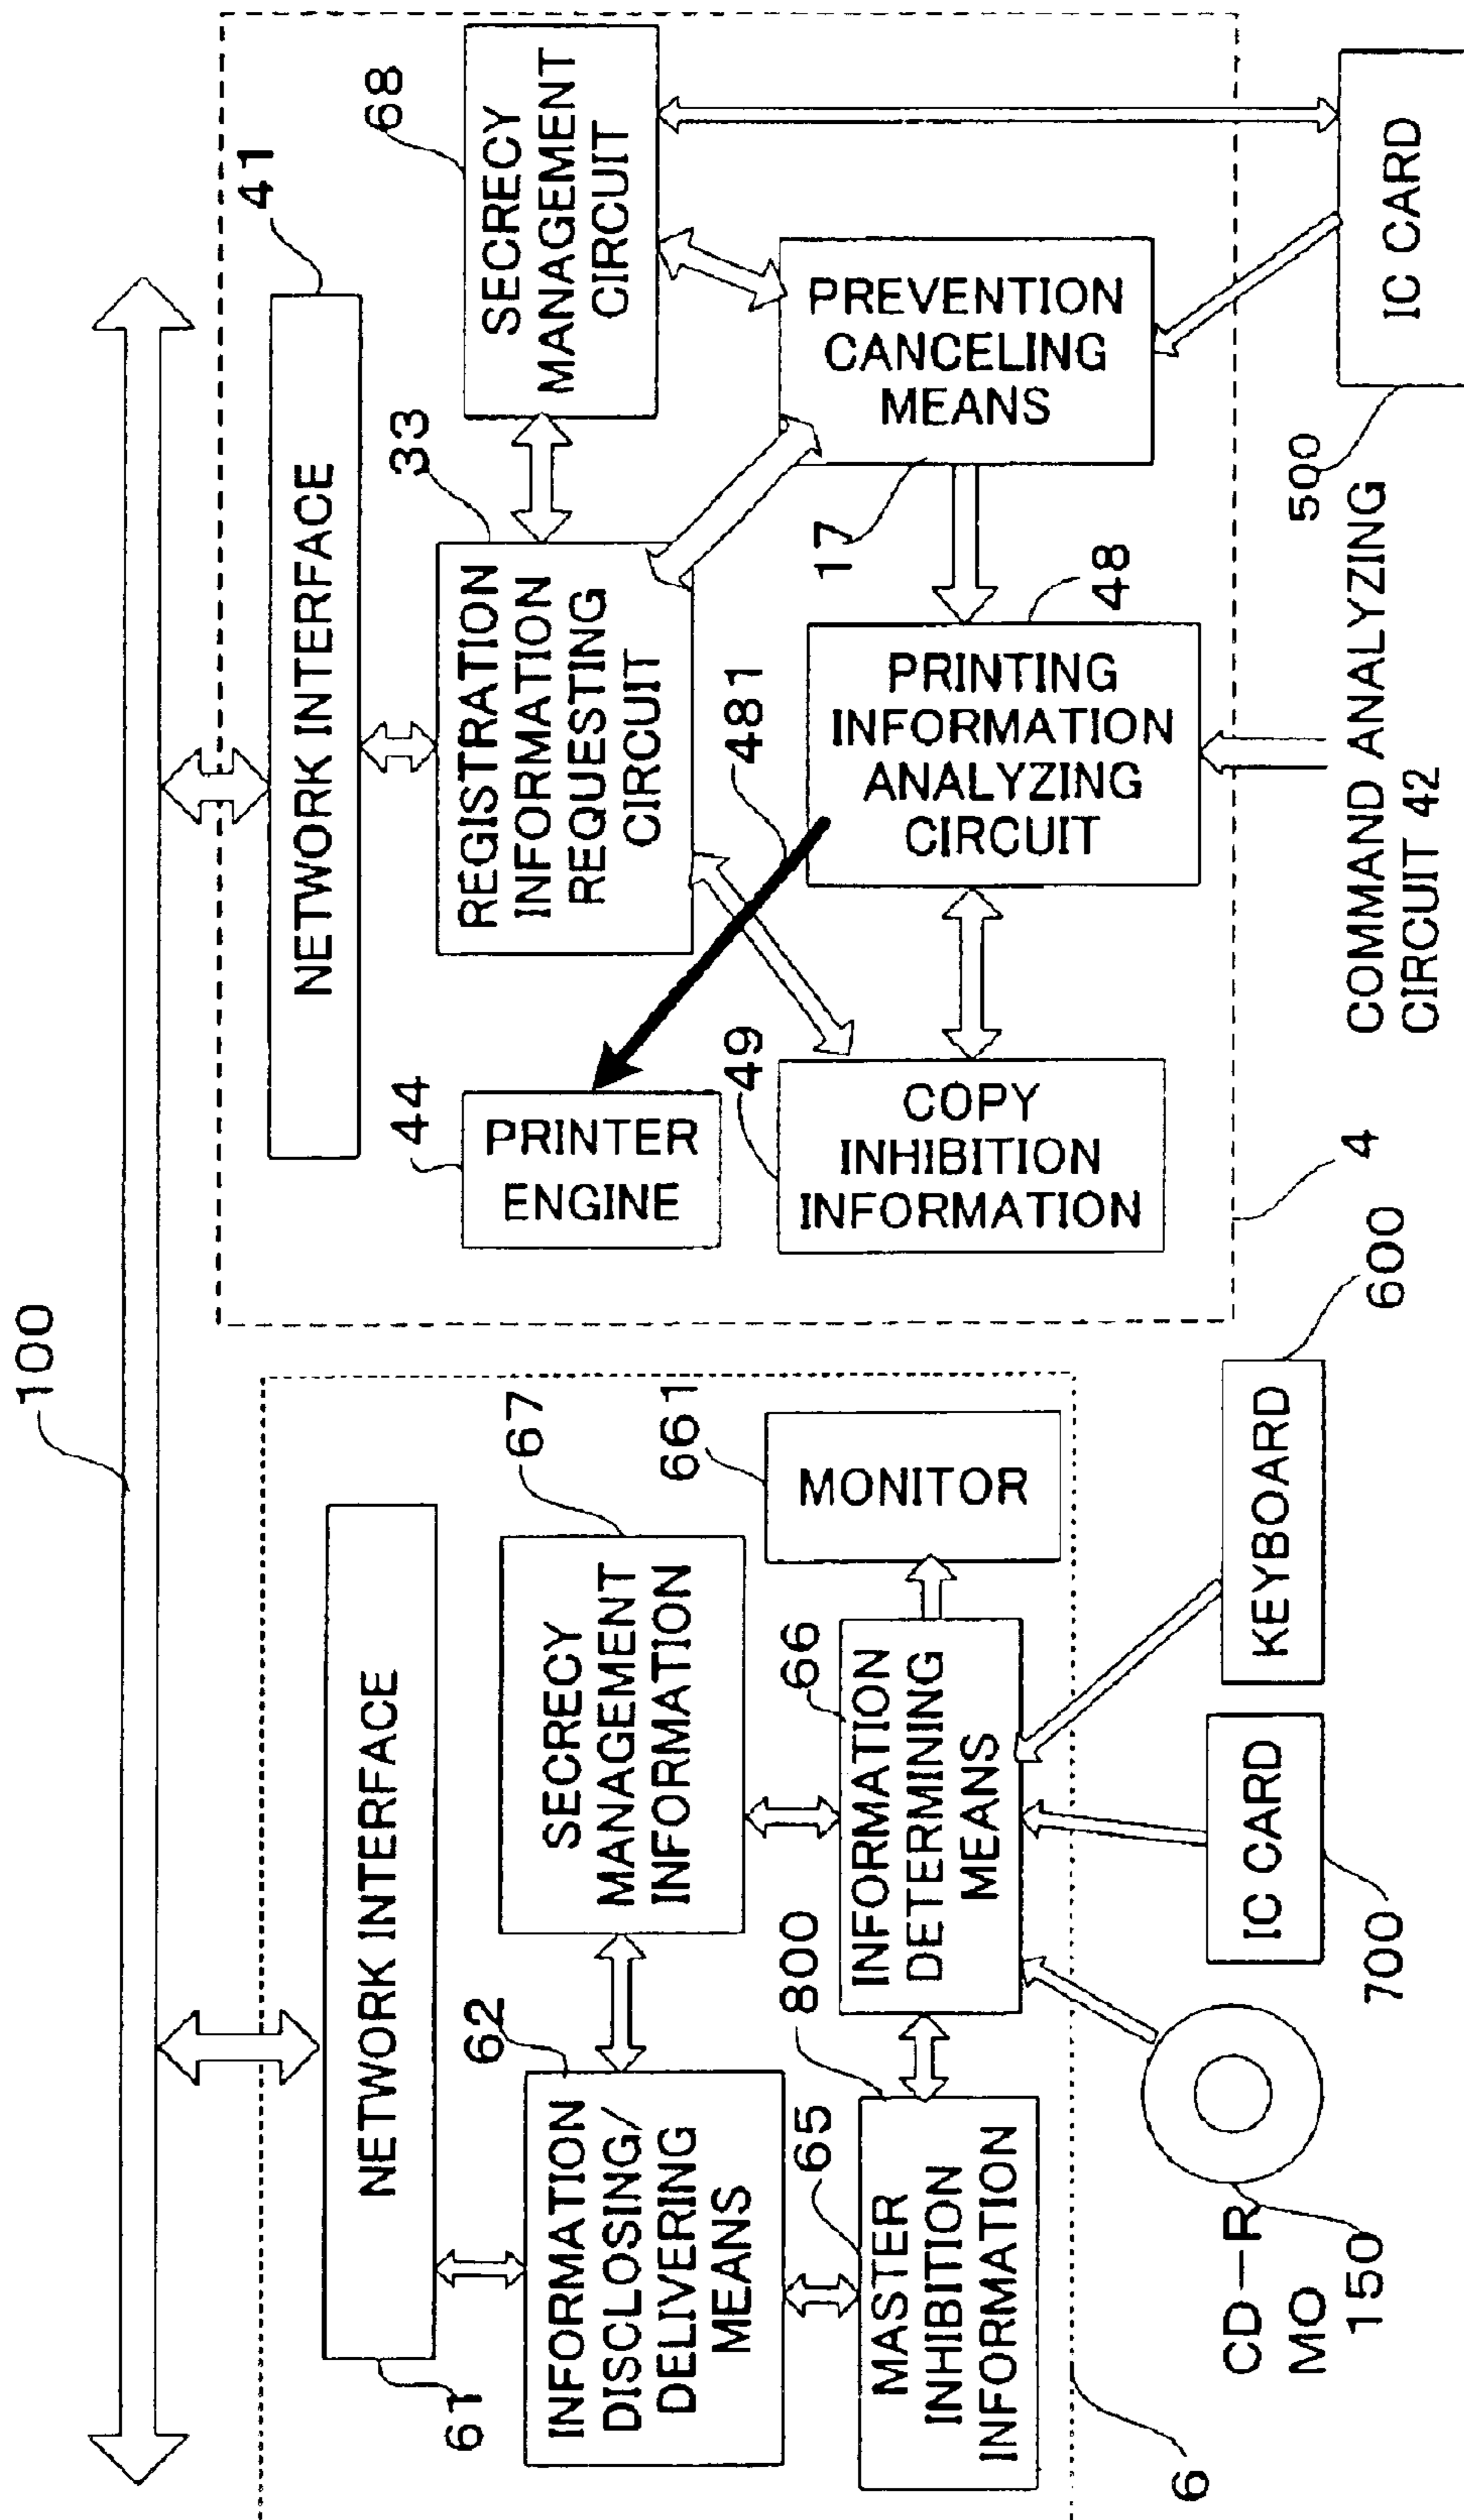 100
NETWORK INTERFACE
61
INFORMATION
DISCLOSING/
DELIVERING
MEANS
62
SECRECY
MANAGEMENT
INFORMATION
67
MASTER
INHIBITION
INFORMATION
65
800
INFORMATION
DETERMINING
MEANS
66
MONITOR
661
6
CD-R
MO
150
IC CARD
700
KEYBOARD
600
NETWORK INTERFACE
41
PRINTER
ENGINE
44
REGISTRATION
INFORMATION
REQUESTING
CIRCUIT
33
SECRECY
MANAGEMENT
CIRCUIT
68
COPY
INHIBITION
INFORMATION
49
481
PRINTING
INFORMATION
ANALYZING
CIRCUIT
48
PREVENTION
CANCELING
MEANS
17
4
COMMAND ANALYZING
CIRCUIT 42
IC CARD
500